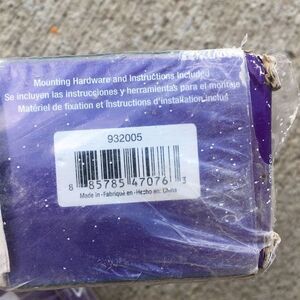 Mounting Hardware and Instructions Included
Se incluyen las instrucciones y herramientas para el montaje
Matériel de fixation et Instructions d'installation inclus
932005
8 85785 47076 3
Made in - Fabriqué en - Hecho en: China